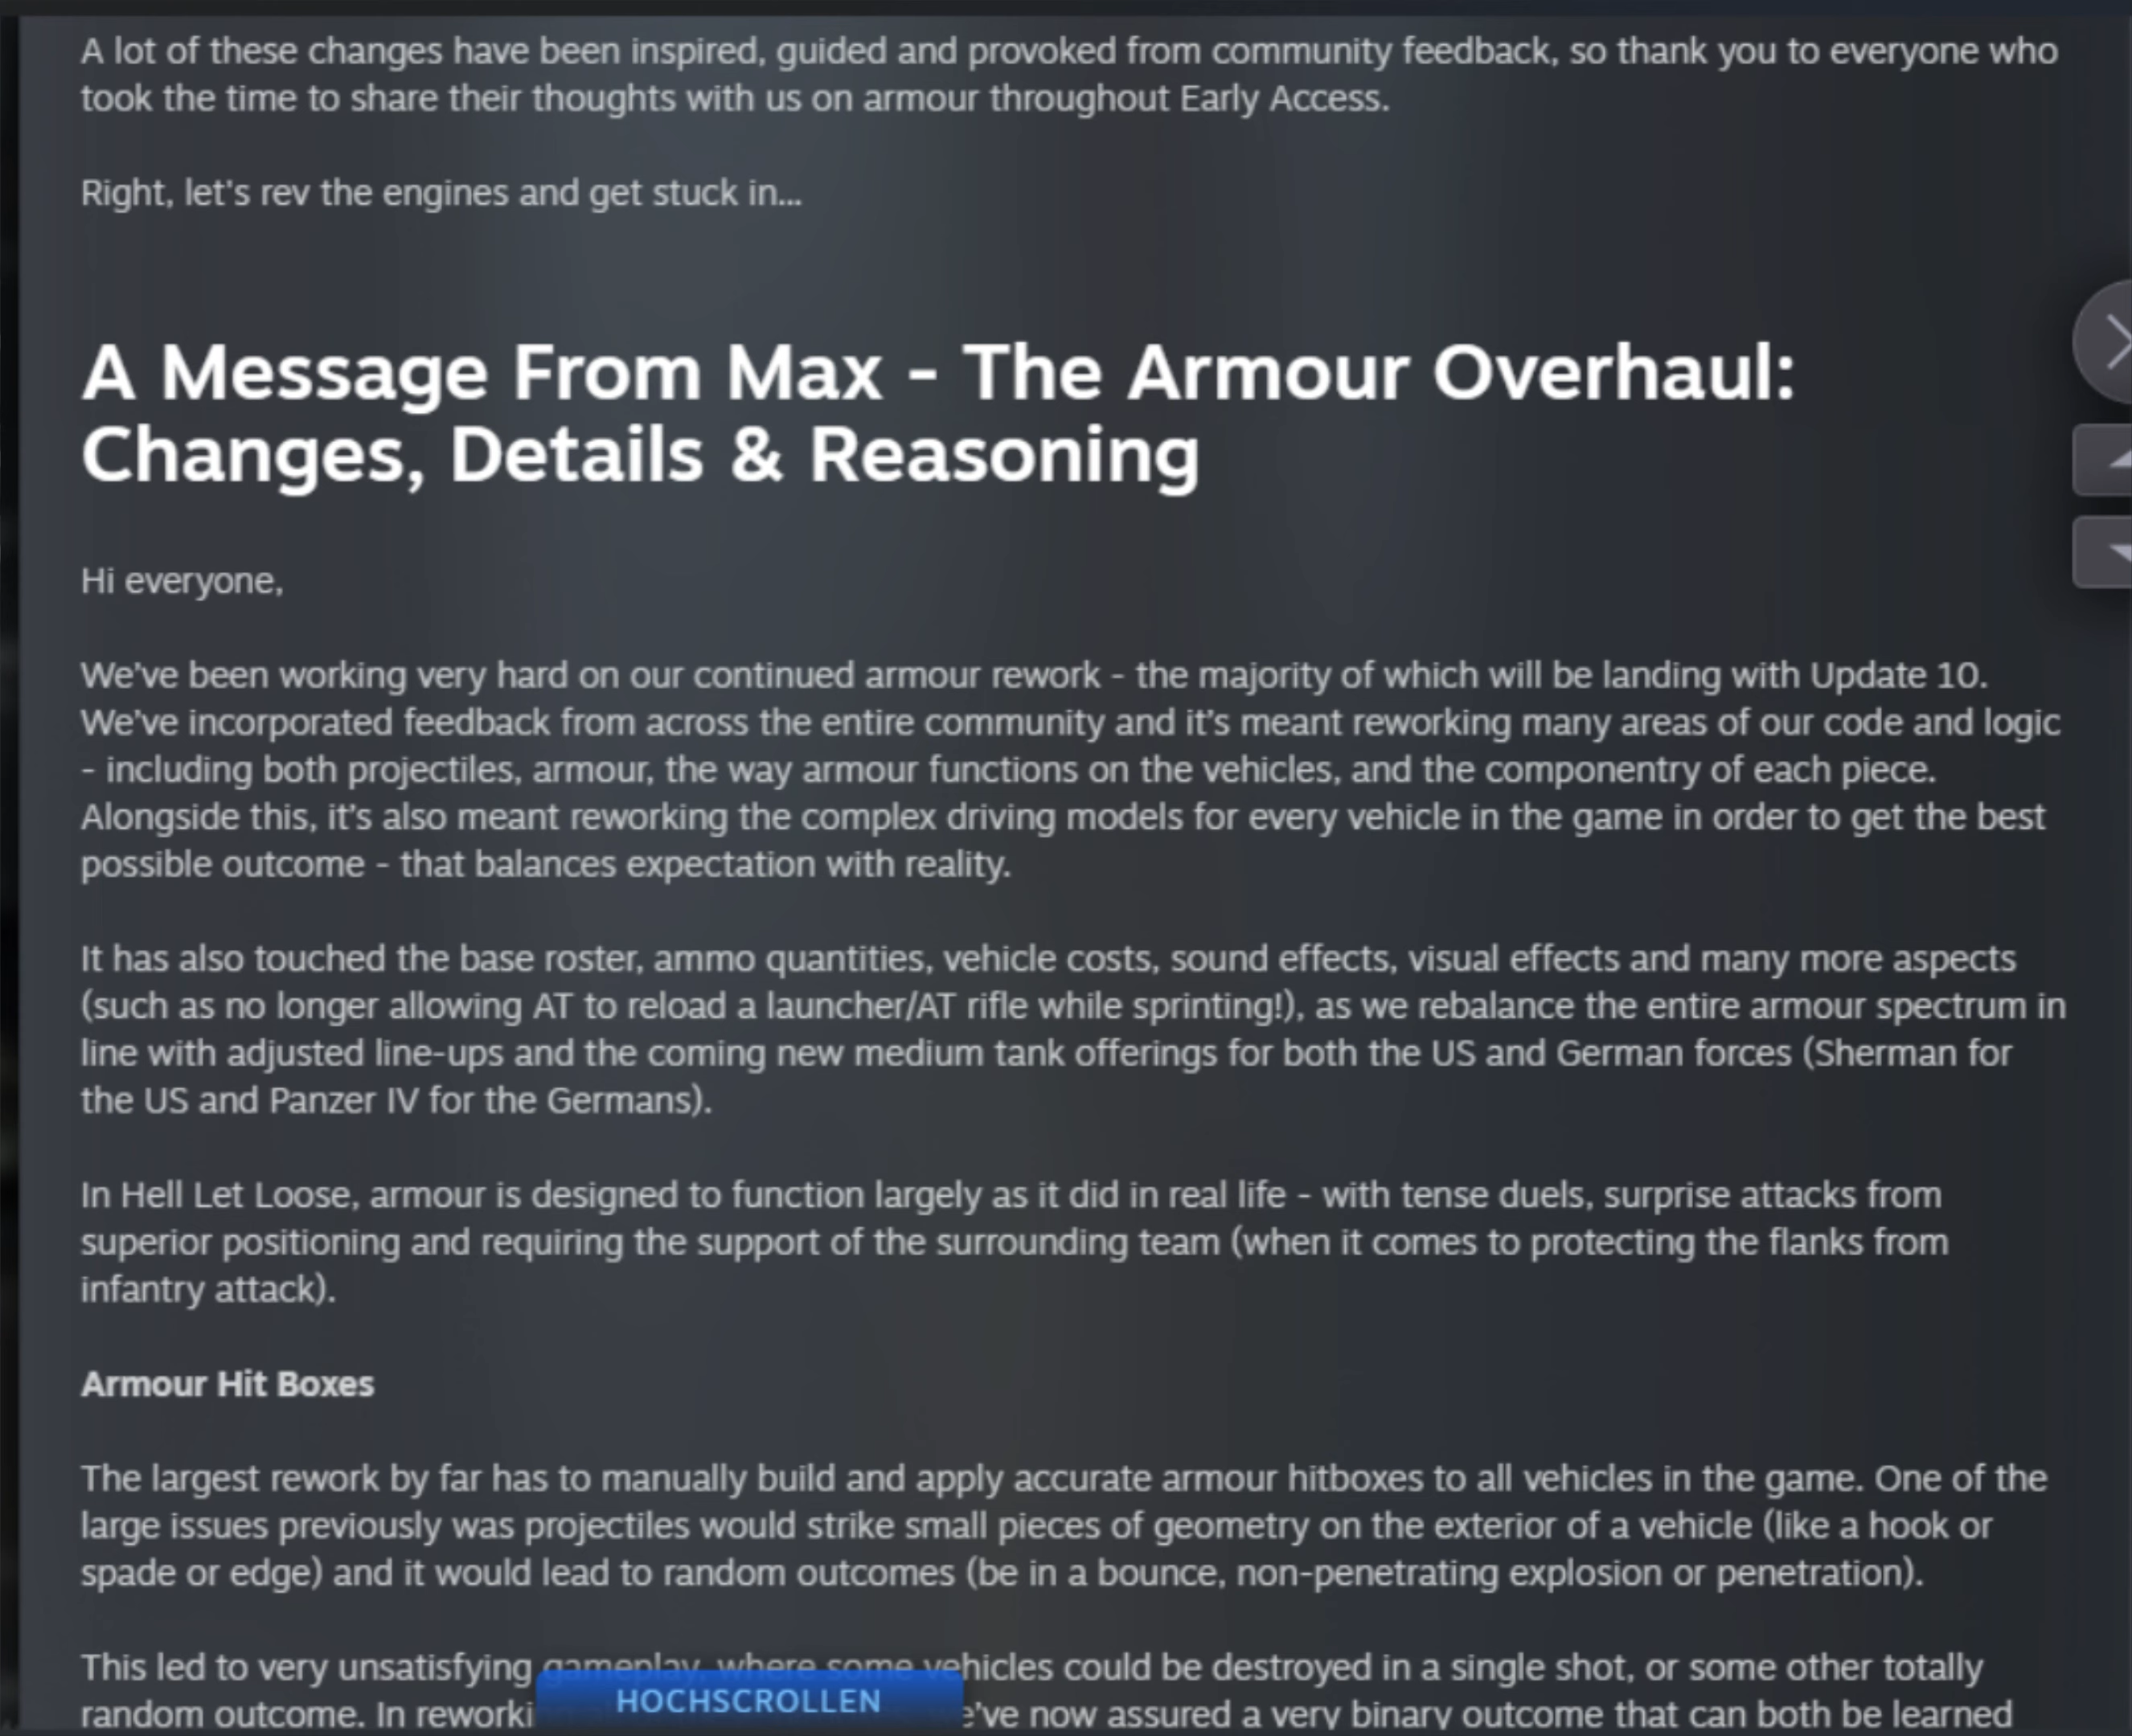 A lot of these changes have been inspired, guided and provoked from community feedback, so thank you to everyone who
took the time to share their thoughts with us on armour throughout Early Access.
Right, let's rev the engines and get stuck in...
A Message From Max - The Armour Overhaul:
Changes, Details & Reasoning
Hi everyone,
We've been working very hard on our continued armour rework - the majority of which will be landing with Update 10.
We've incorporated feedback from across the entire community and it's meant reworking many areas of our code and logic
- including both projectiles, armour, the way armour functions on the vehicles, and the componentry of each piece.
Alongside this, it's also meant reworking the complex driving models for every vehicle in the game in order to get the best
possible outcome - that balances expectation with reality.
It has also touched the base roster, ammo quantities, vehicle costs, sound effects, visual effects and many more aspects
(such as no longer allowing AT to reload a launcher/AT rifle while sprinting!), as we rebalance the entire armour spectrum in
line with adjusted line-ups and the coming new medium tank offerings for both the US and German forces (Sherman for
the US and Panzer IV for the Germans).
In Hell Let Loose, armour is designed to function largely as it did in real life - with tense duels, surprise attacks from
superior positioning and requiring the support of the surrounding team (when it comes to protecting the flanks from
infantry attack).
Armour Hit Boxes
The largest rework by far has to manually build and apply accurate armour hitboxes to all vehicles in the game. One of the
large issues previously was projectiles would strike small pieces of geometry on the exterior of a vehicle (like a hook or
spade or edge) and it would lead to random outcomes (be in a bounce, non-penetrating explosion or penetration).
This led to very unsatisfying gameplay, where some vehicles could be destroyed in a single shot, or some other totally
random outcome. In now assured a very binary outcome that can both be learned
HOCHSCROLLEN